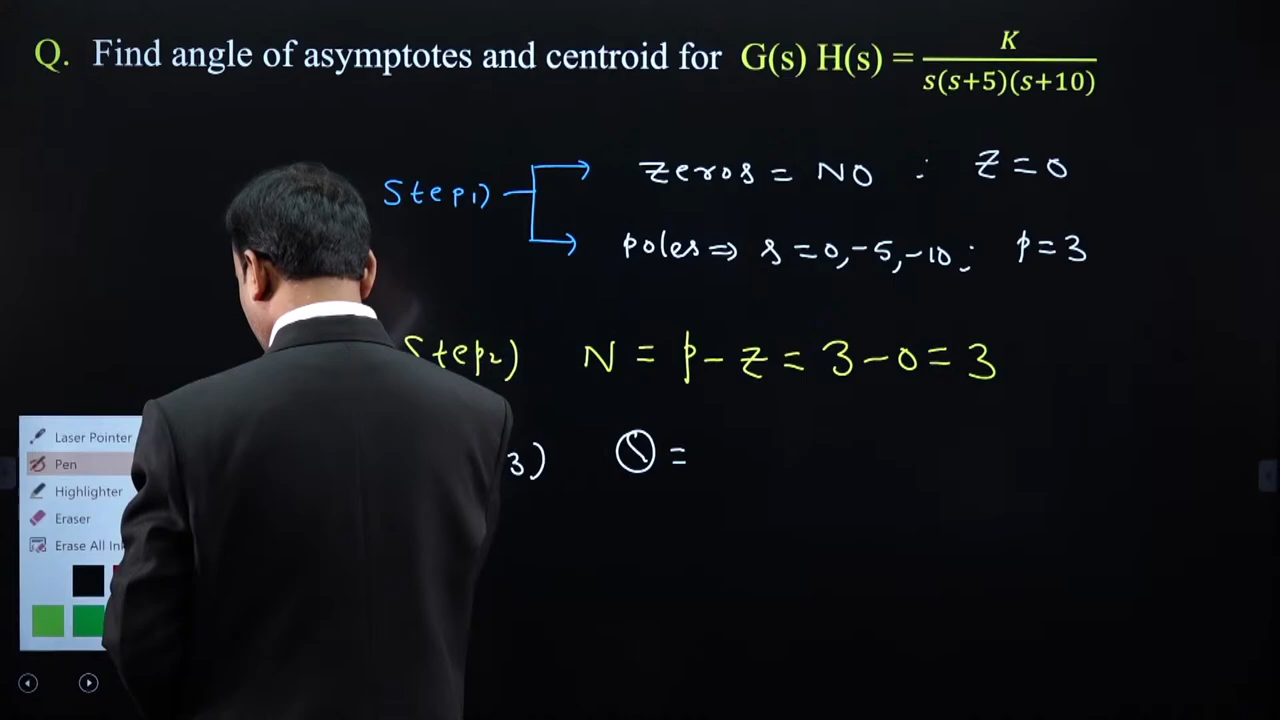 Q. Find angle of asymptotes and centroid for G(s) H(s) = K / s(s+5)(s+10)
Step1) zeros = NO : Z = 0
poles ⇒ s = 0, -5, -10 ; P = 3
Step2) N = P - Z = 3 - 0 = 3
3) θ =
Laser Pointer
Pen
Highlighter
Eraser
Erase All In